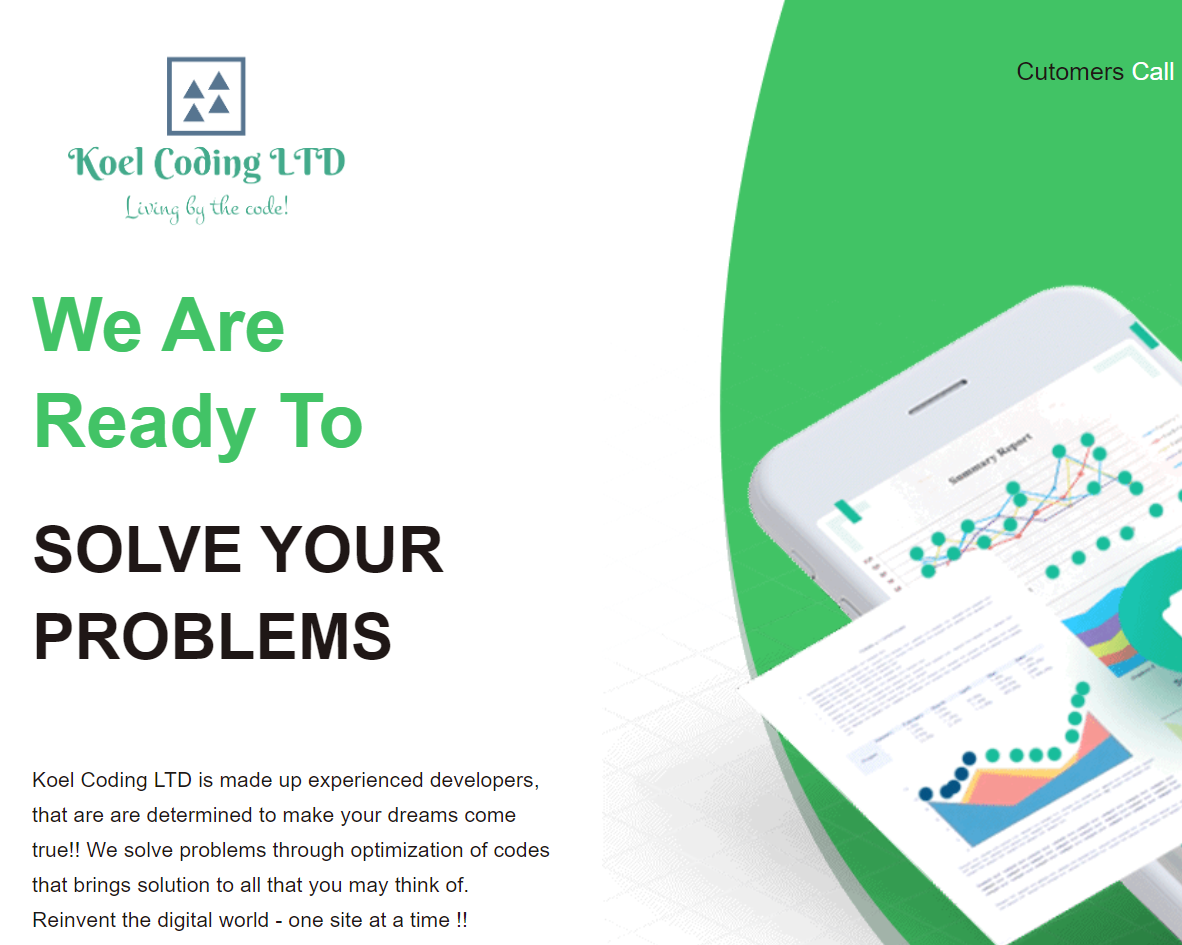 Cutomers Call
Koel Coding LTD
Living by the code!
We Are
Ready To
SOLVE YOUR
PROBLEMS
Koel Coding LTD is made up experienced developers,
that are are determined to make your dreams come
true!! We solve problems through optimization of codes
that brings solution to all that you may think of.
Reinvent the digital world - one site at a time !!
Summary Report